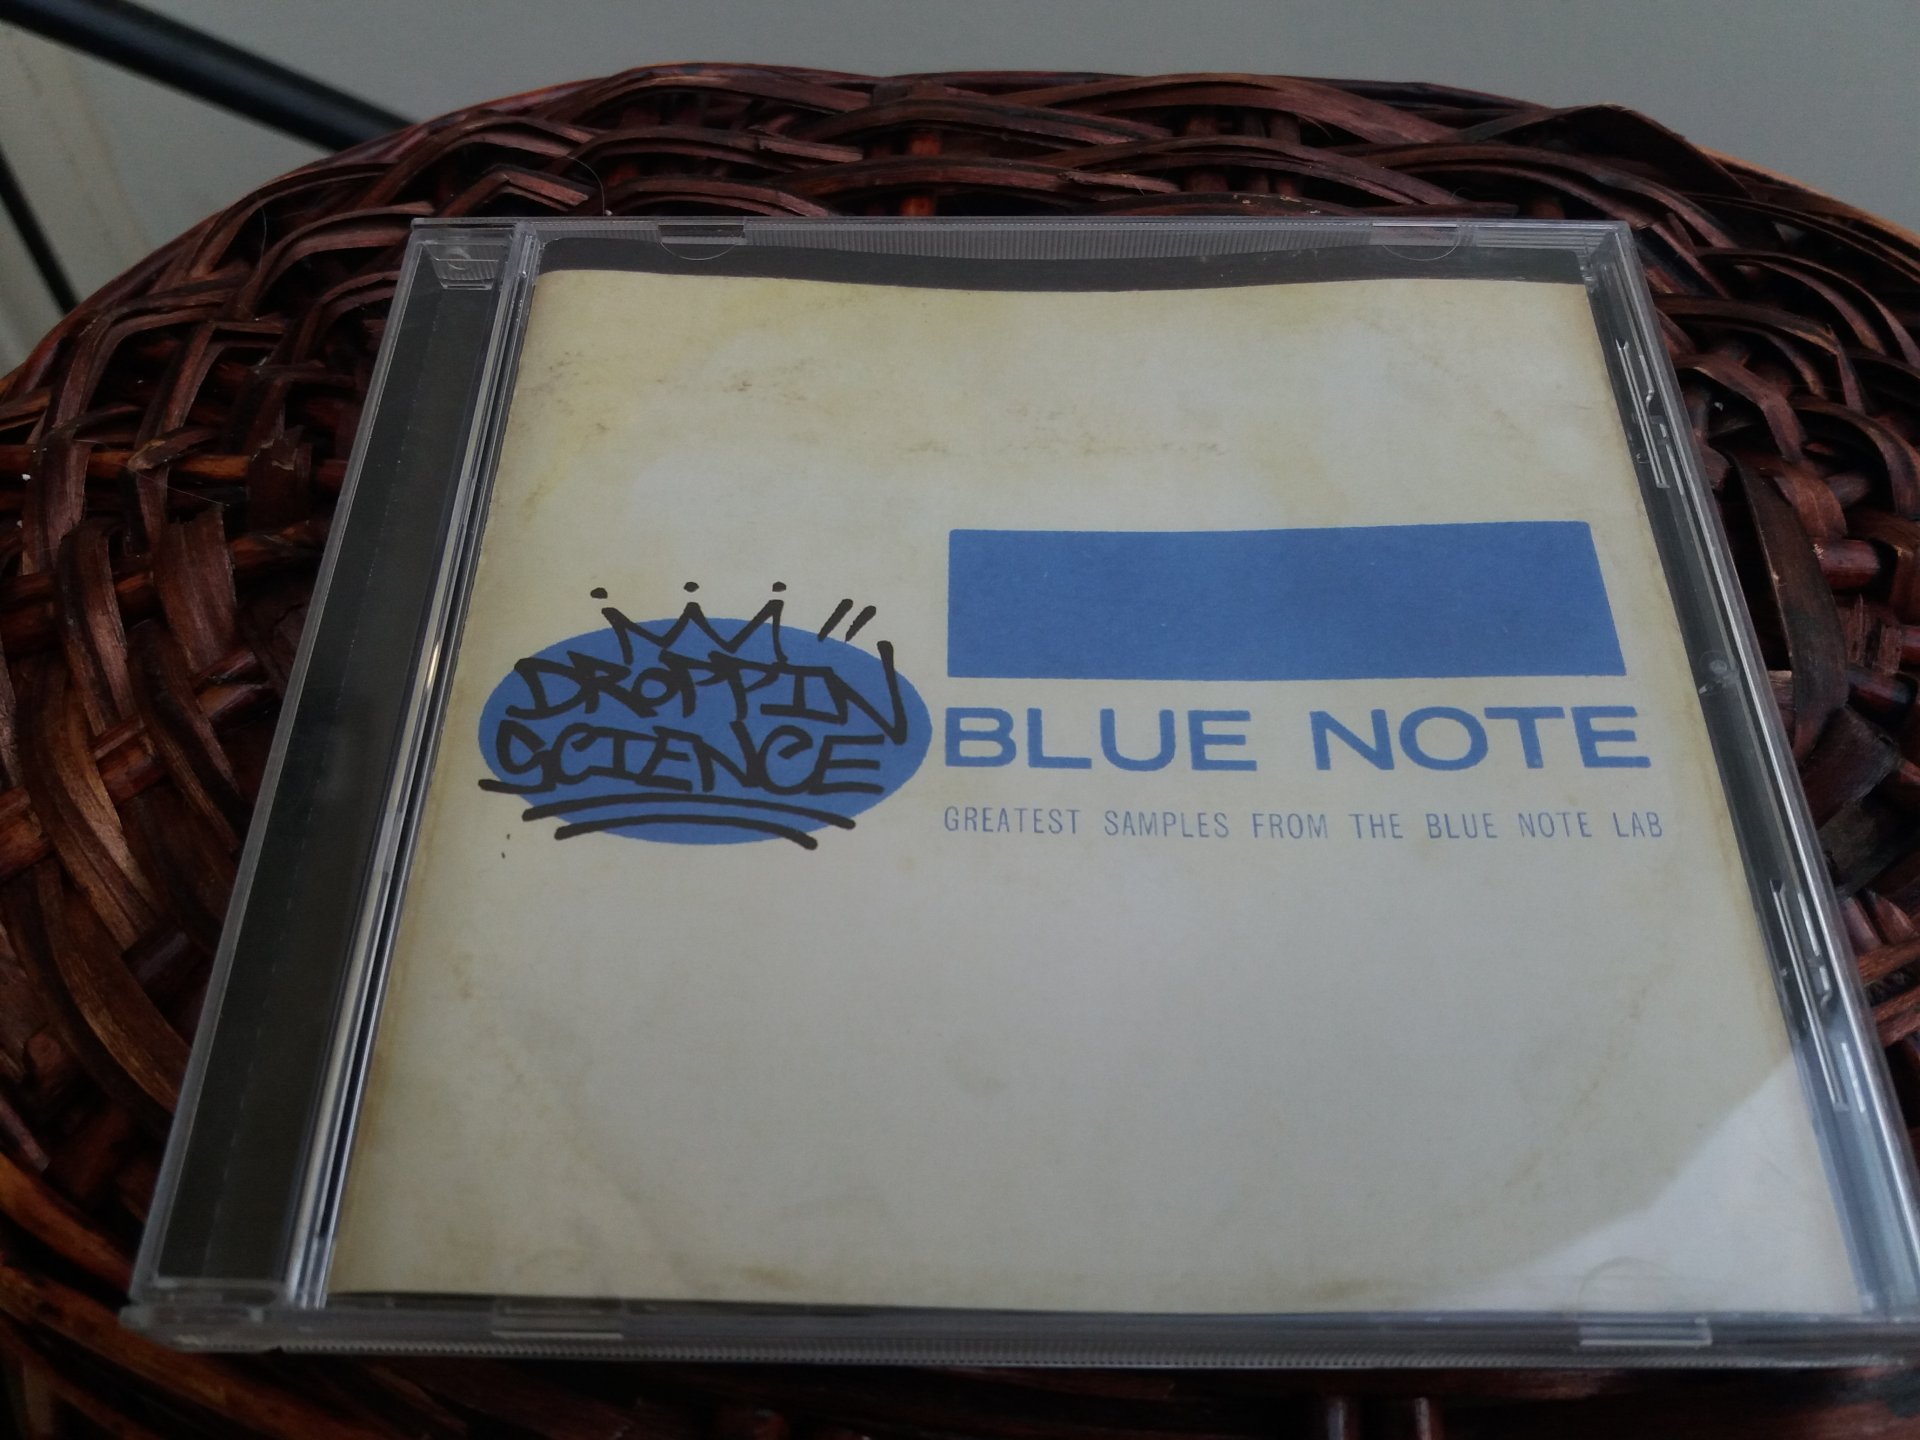 DROPPIN
SCIENCE
BLUE NOTE
GREATEST SAMPLES FROM THE BLUE NOTE LAB